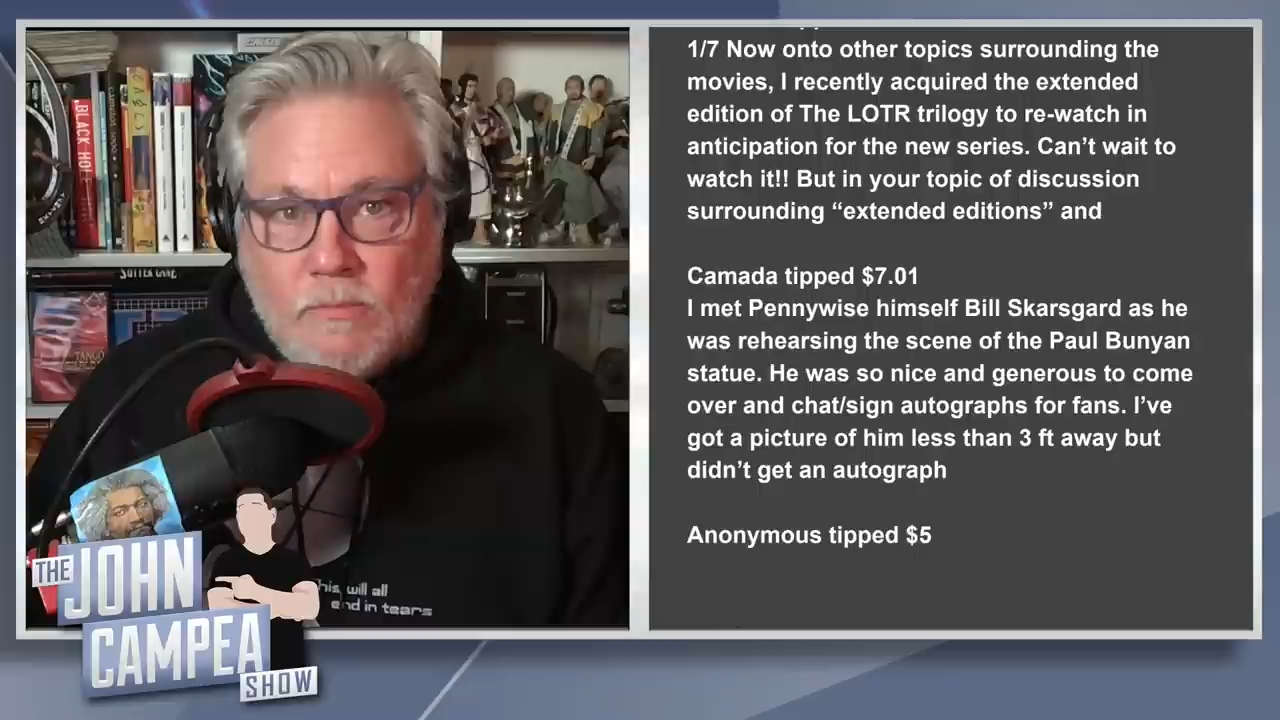 1/7 Now onto other topics surrounding the
movies, I recently acquired the extended
edition of The LOTR trilogy to re-watch in
anticipation for the new series. Can’t wait to
watch it!! But in your topic of discussion
surrounding “extended editions” and
Camada tipped $7.01
I met Pennywise himself Bill Skarsgard as he
was rehearsing the scene of the Paul Bunyan
statue. He was so nice and generous to come
over and chat/sign autographs for fans. I’ve
got a picture of him less than 3 ft away but
didn’t get an autograph
Anonymous tipped $5
BLACK HOLE
SUTTER CANE
TANGO
will all
end in tears
THE
JOHN
CAMPEA
SHOW